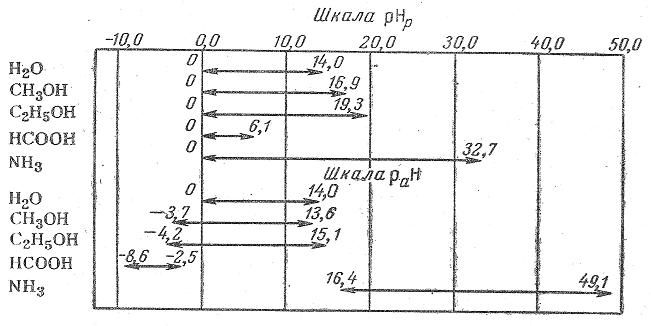 Шкала pHp
-10,0 0,0 10,0 20,0 30,0 40,0 50,0
H₂O 0 14,0
CH₃OH 0 16,9
C₂H₅OH 0 19,3
HCOOH 0 6,1
NH₃ 0 32,7
Шкала paH
H₂O 0 14,0
CH₃OH -3,7 13,6
C₂H₅OH -4,2 15,1
HCOOH -8,6 -2,5
NH₃ 16,4 49,1